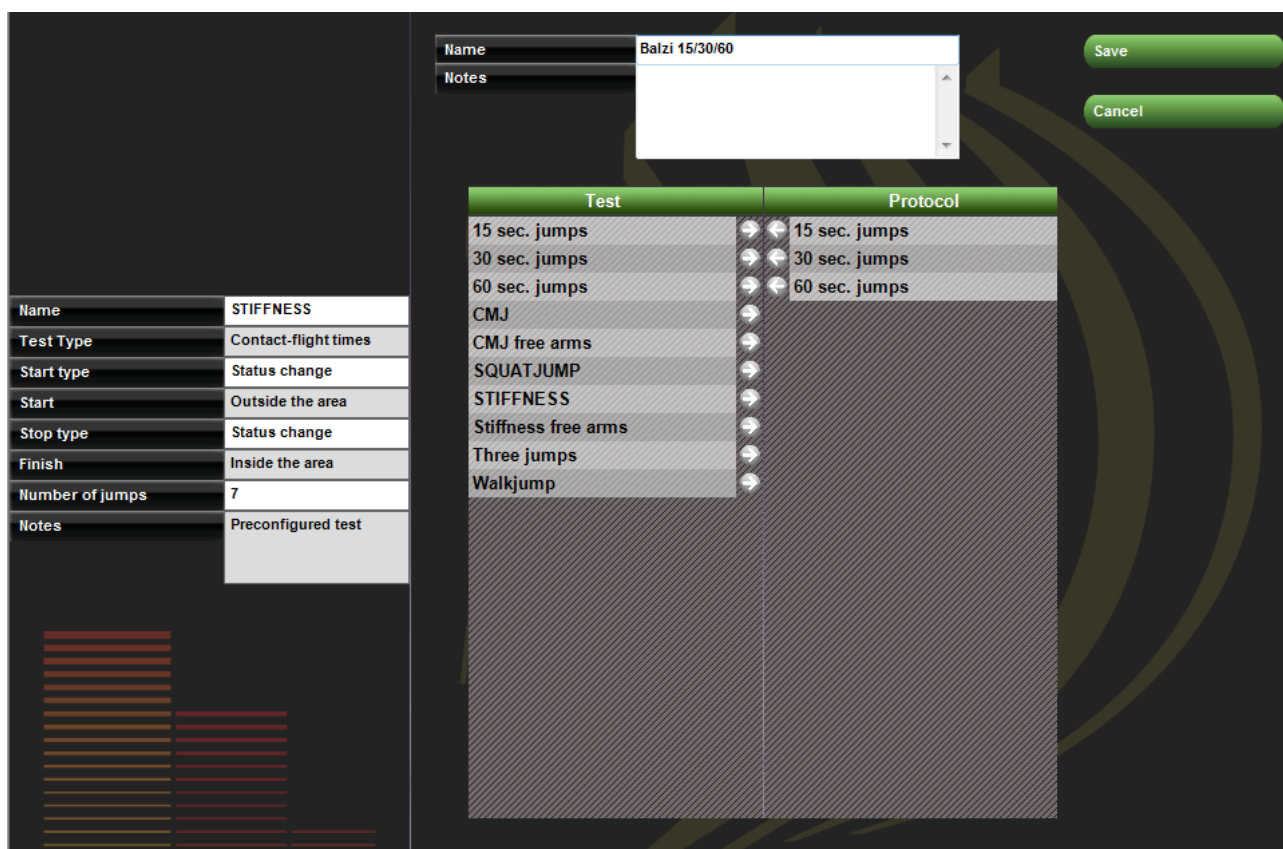 Name Balzi 15/30/60
Notes
Save
Cancel
Test Protocol
15 sec. jumps 15 sec. jumps
30 sec. jumps 30 sec. jumps
60 sec. jumps 60 sec. jumps
CMJ
CMJ free arms
SQUATJUMP
STIFFNESS
Stiffness free arms
Three jumps
Walkjump
Name STIFFNESS
Test Type Contact-flight times
Start type Status change
Start Outside the area
Stop type Status change
Finish Inside the area
Number of jumps 7
Notes Preconfigured test